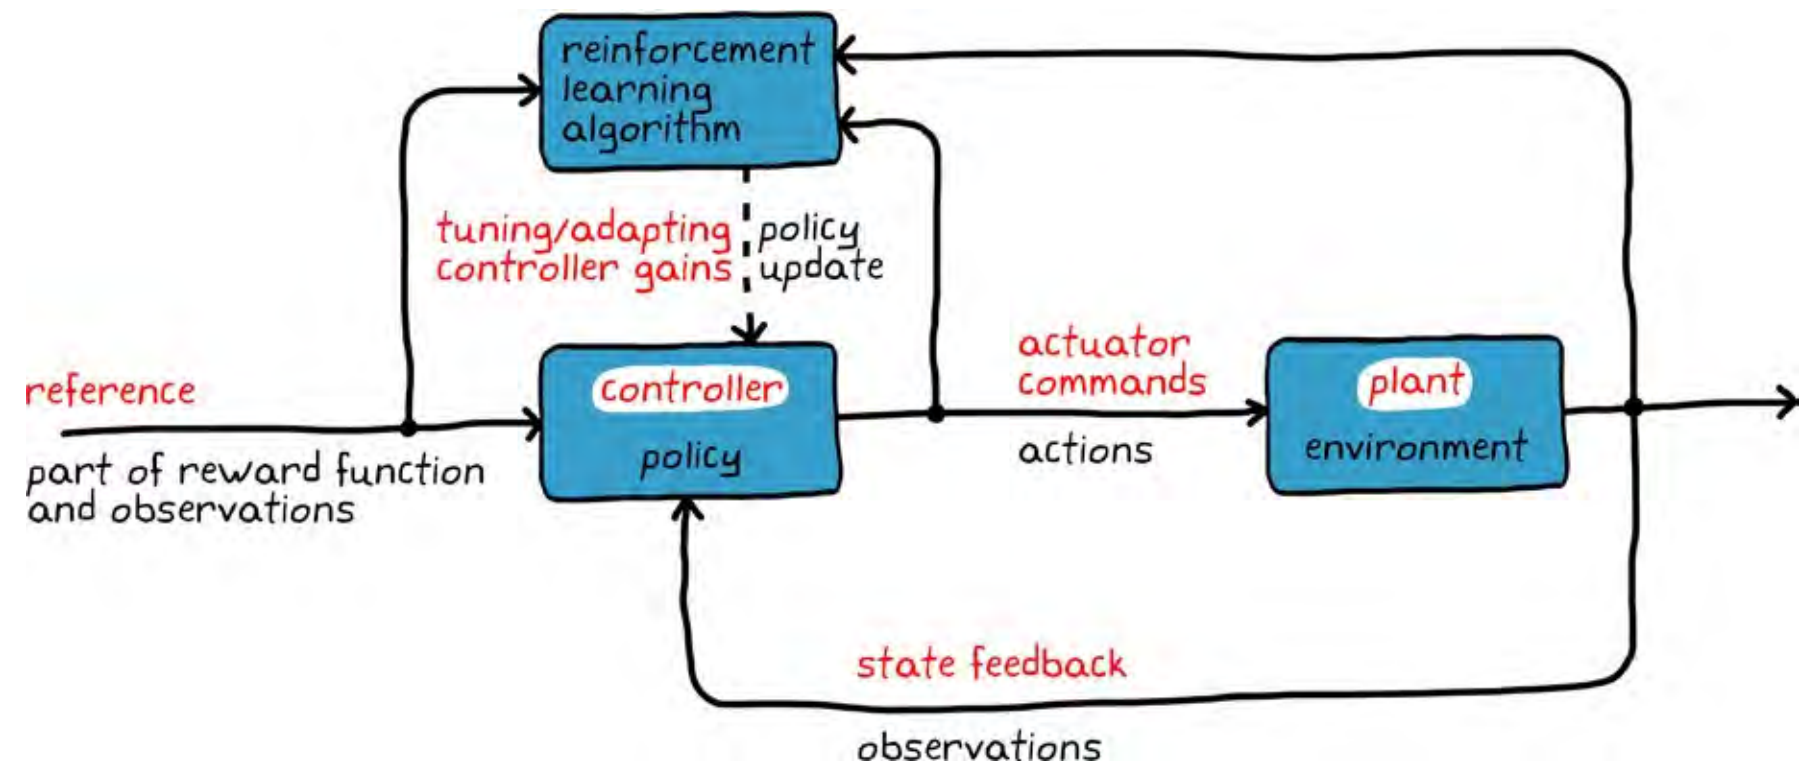 reinforcement
learning
algorithm
tuning/adapting
controller gains
policy
update
reference
part of reward function
and observations
controller
policy
actuator
commands
actions
plant
environment
state feedback
observations